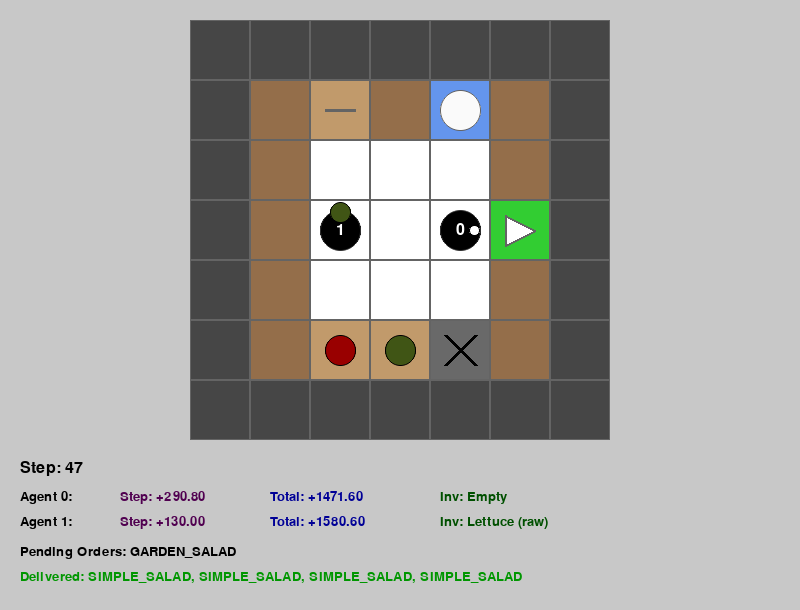 1
0
Step: 47
Agent 0: Step: +290.80 Total: +1471.60 Inv: Empty
Agent 1: Step: +130.00 Total: +1580.60 Inv: Lettuce (raw)
Pending Orders: GARDEN_SALAD
Delivered: SIMPLE_SALAD, SIMPLE_SALAD, SIMPLE_SALAD, SIMPLE_SALAD